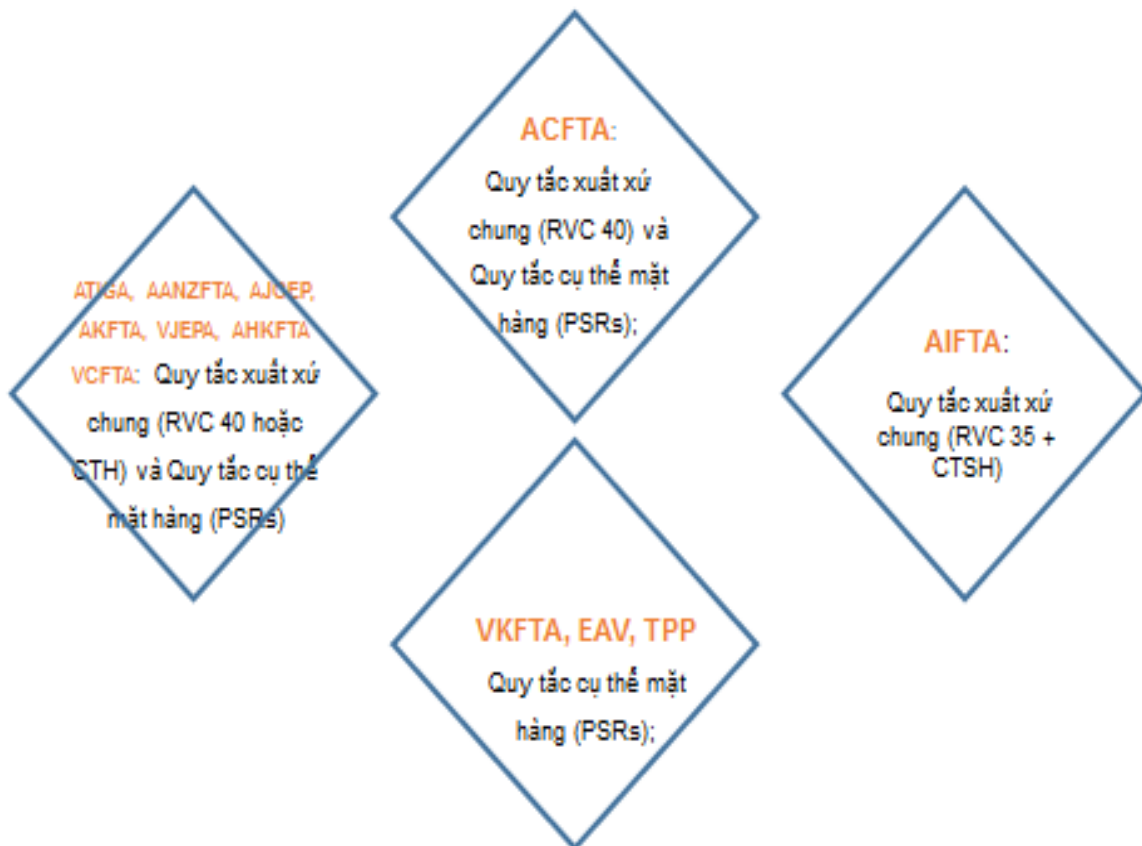 ATIGA, AANZFTA, AJCEP,
AKFTA, VJEPA, AHKFTA
VCFTA: Quy tắc xuất xứ
chung (RVC 40 hoặc
CTH) và Quy tắc cụ thể
mặt hàng (PSRs)
ACFTA:
Quy tắc xuất xứ
chung (RVC 40) và
Quy tắc cụ thể mặt
hàng (PSRs);
VKFTA, EAV, TPP
Quy tắc cụ thể mặt
hàng (PSRs);
AIFTA:
Quy tắc xuất xứ
chung (RVC 35 +
CTSH)